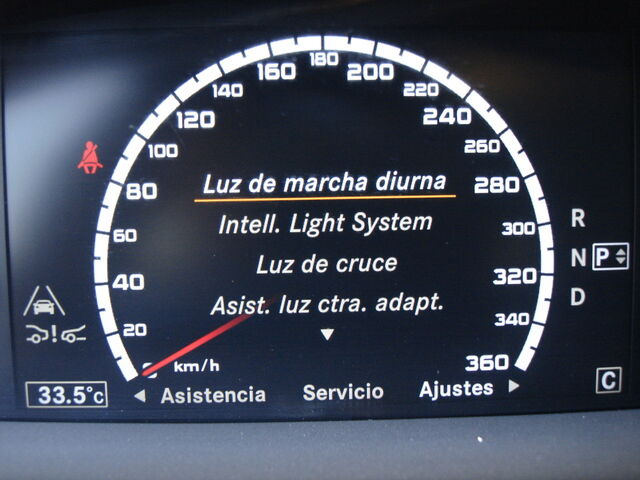 180
160 200
140 220
120 240
100 260
Luz de marcha diurna
80 280
Intell. Light System
60 300
R
Luz de cruce
N P
40 320
Asist. luz ctra. adapt.
D
20 340
0 km/h 360
33.5°C
Asistencia Servicio Ajustes
C